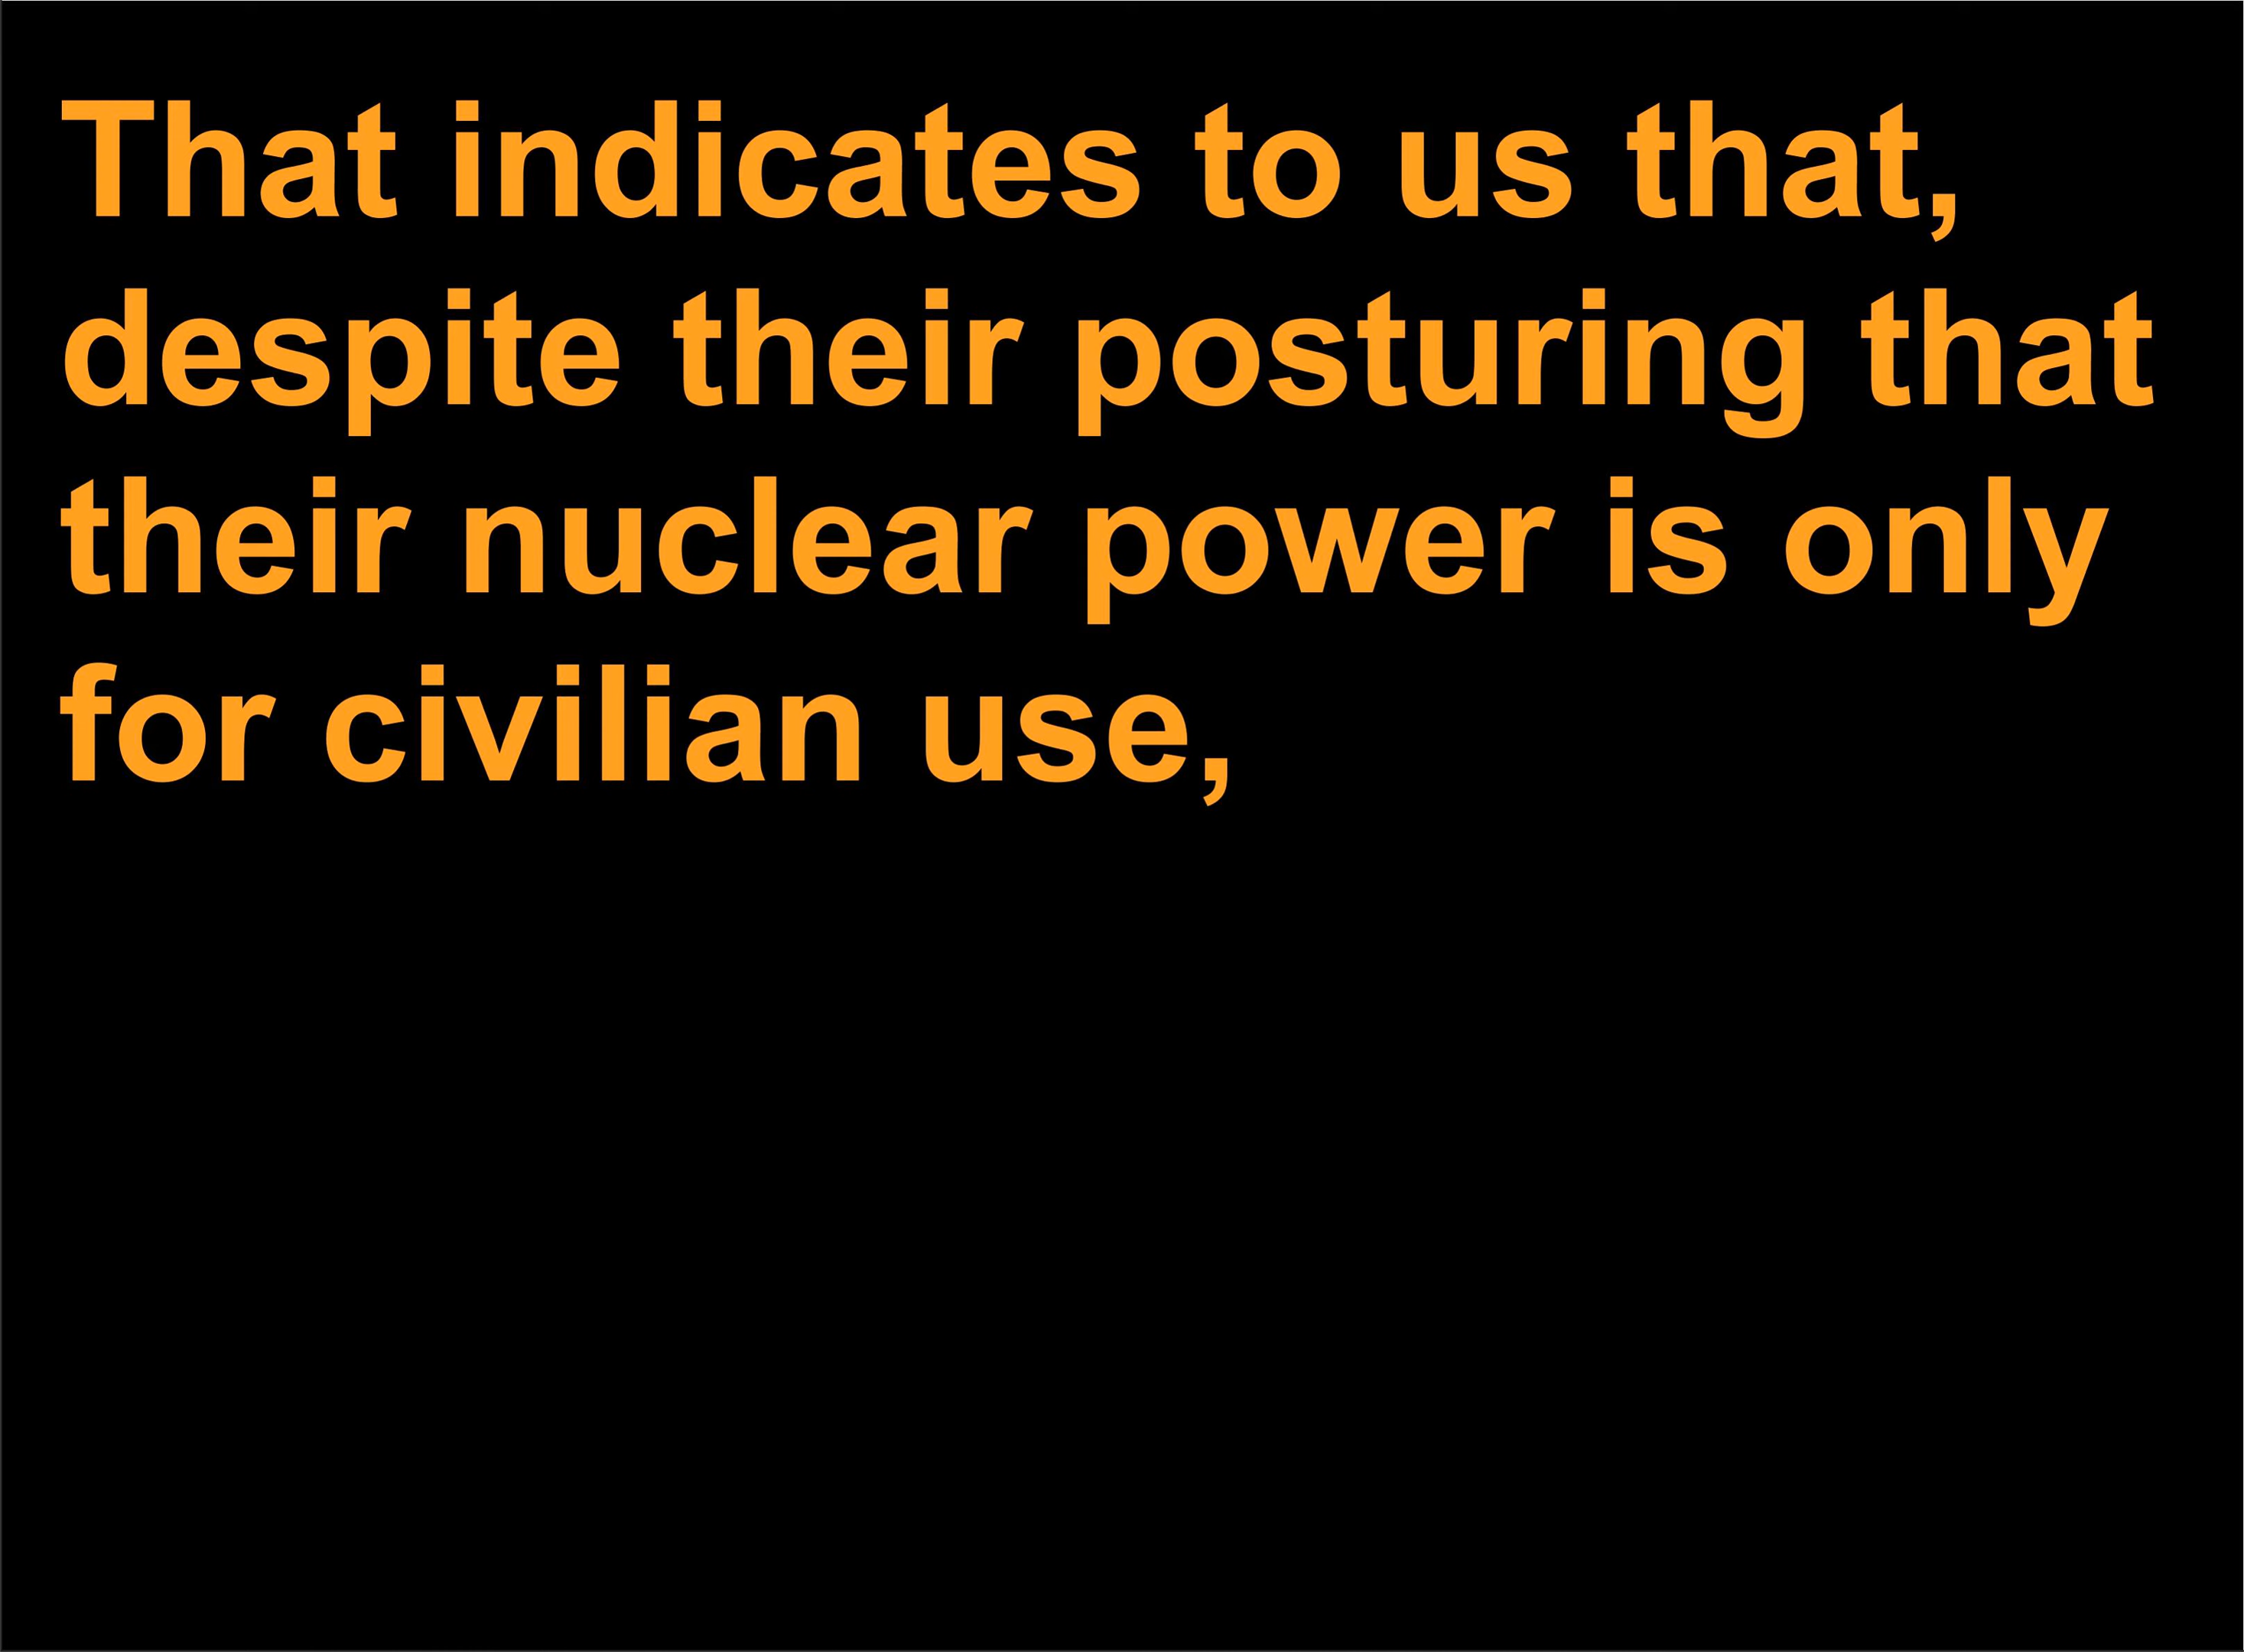 That indicates to us that,
despite their posturing that
their nuclear power is only
for civilian use,